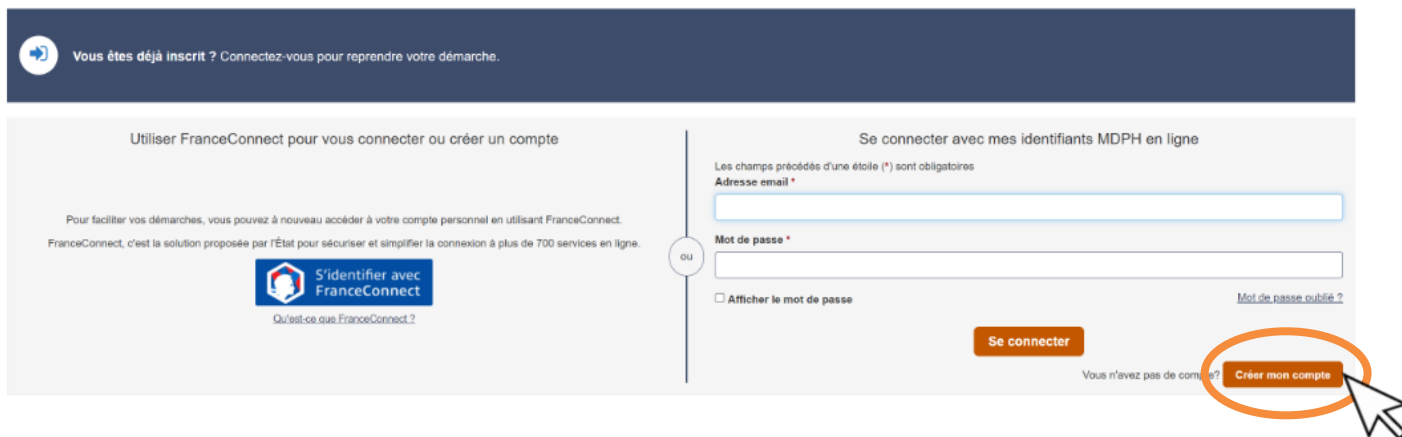 Vous êtes déjà inscrit ? Connectez-vous pour reprendre votre démarche.
Utiliser FranceConnect pour vous connecter ou créer un compte
Pour faciliter vos démarches, vous pouvez à nouveau accéder à votre compte personnel en utilisant FranceConnect.
FranceConnect, c'est la solution proposée par l'État pour sécuriser et simplifier la connexion à plus de 700 services en ligne.
S'identifier avec
FranceConnect
Qu'est-ce que FranceConnect ?
ou
Se connecter avec mes identifiants MDPH en ligne
Les champs précédés d'une étoile (*) sont obligatoires
Adresse email *
Mot de passe *
Afficher le mot de passe
Mot de passe oublié ?
Se connecter
Vous n'avez pas de compte?
Créer mon compte